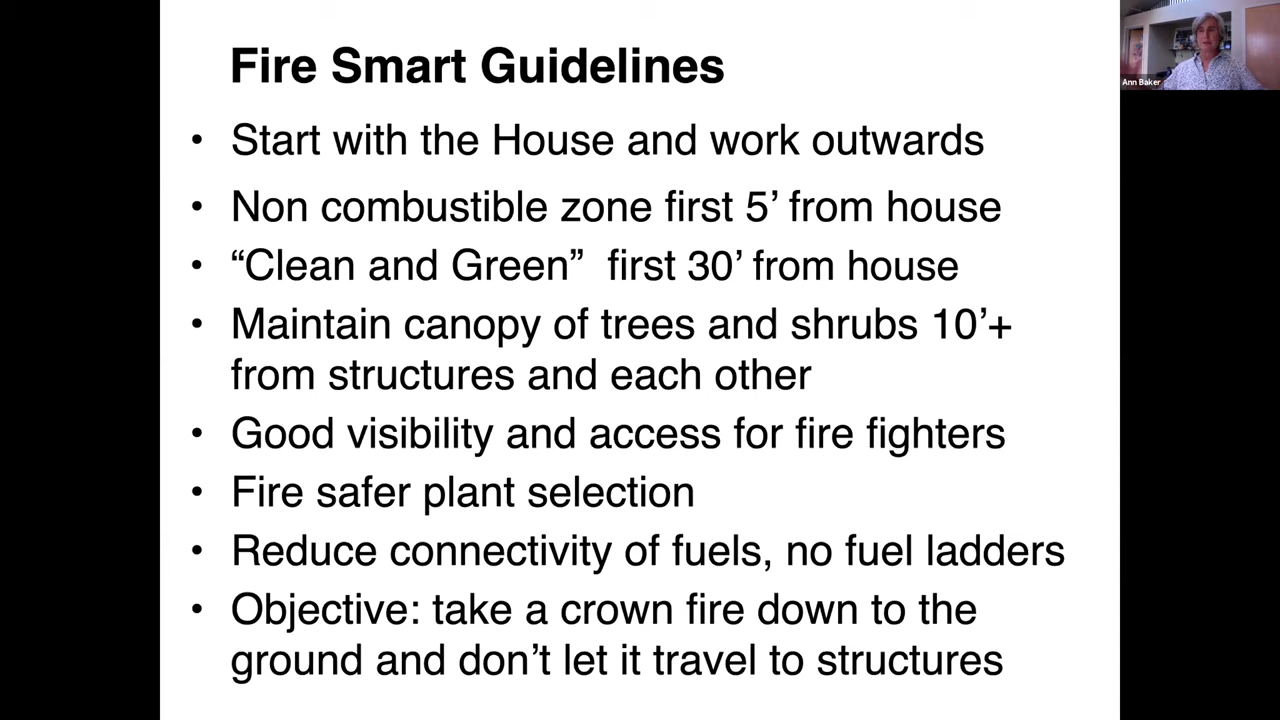 Fire Smart Guidelines
• Start with the House and work outwards
• Non combustible zone first 5’ from house
• “Clean and Green”  first 30’ from house
• Maintain canopy of trees and shrubs 10’+
from structures and each other
• Good visibility and access for fire fighters
• Fire safer plant selection
• Reduce connectivity of fuels, no fuel ladders
• Objective: take a crown fire down to the
ground and don’t let it travel to structures
Ann Baker